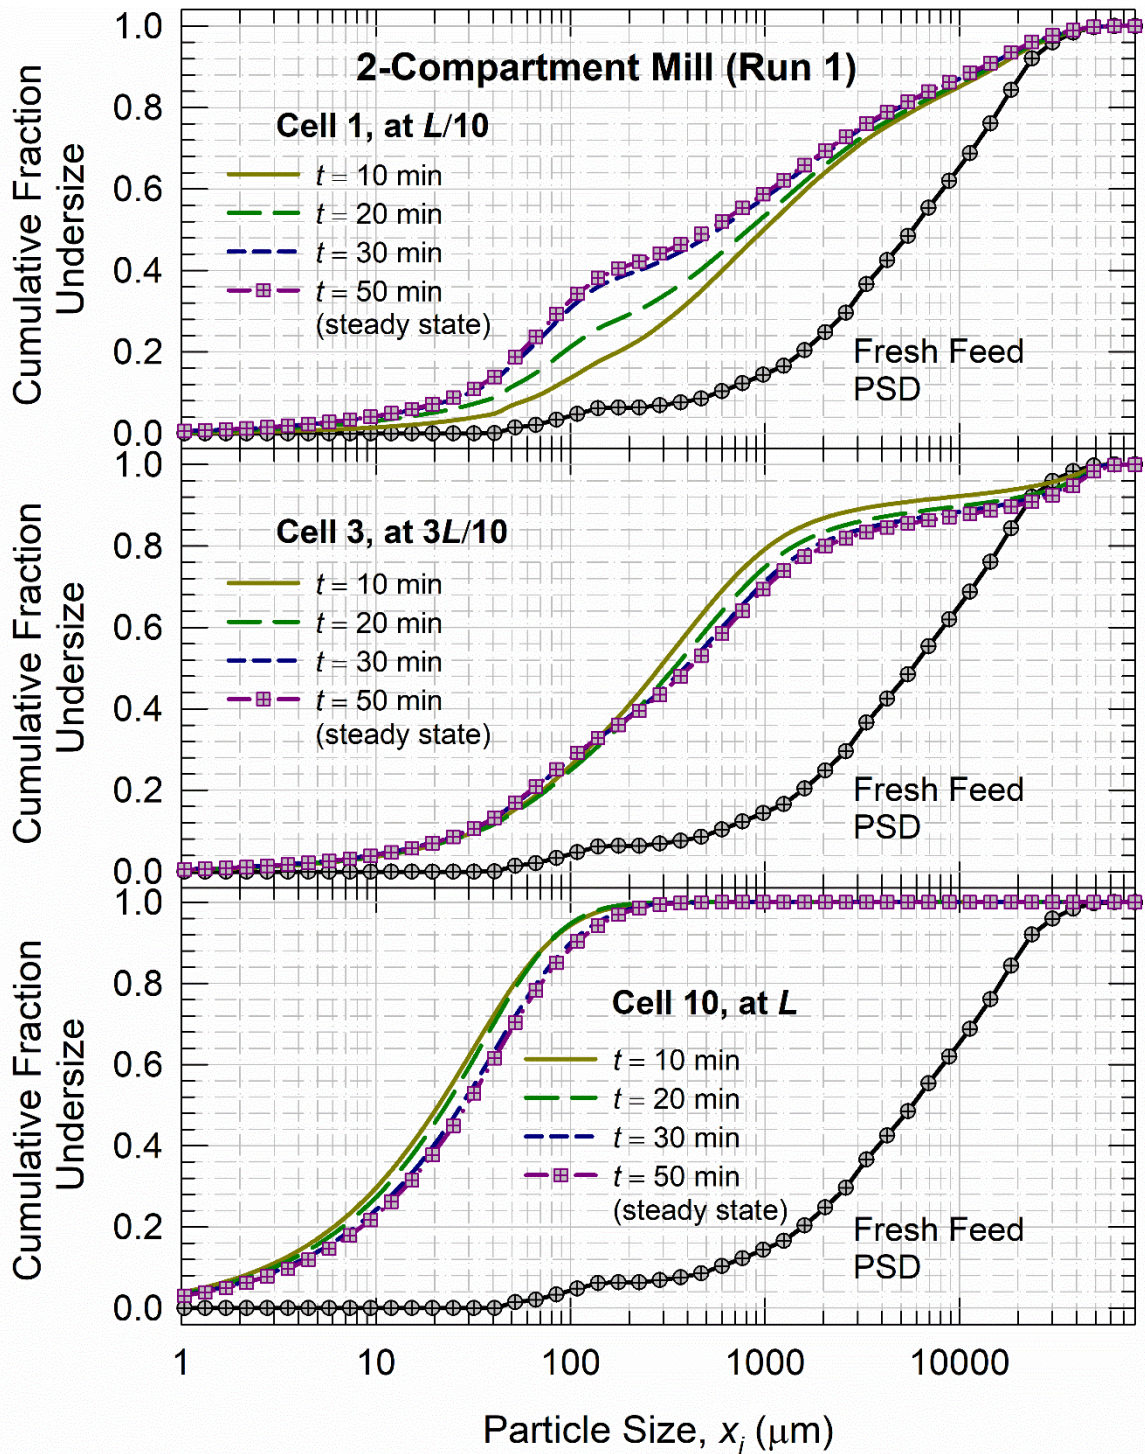 2-Compartment Mill (Run 1)
Cumulative Fraction
Undersize
1.0
0.8
0.6
0.4
0.2
0.0
Cell 1, at L/10
t = 10 min
t = 20 min
t = 30 min
t = 50 min
(steady state)
Fresh Feed
PSD
Cumulative Fraction
Undersize
1.0
0.8
0.6
0.4
0.2
0.0
Cell 3, at 3L/10
t = 10 min
t = 20 min
t = 30 min
t = 50 min
(steady state)
Fresh Feed
PSD
Cumulative Fraction
Undersize
1.0
0.8
0.6
0.4
0.2
0.0
Cell 10, at L
t = 10 min
t = 20 min
t = 30 min
t = 50 min
(steady state)
Fresh Feed
PSD
1 10 100 1000 10000
Particle Size, xᵢ (μm)